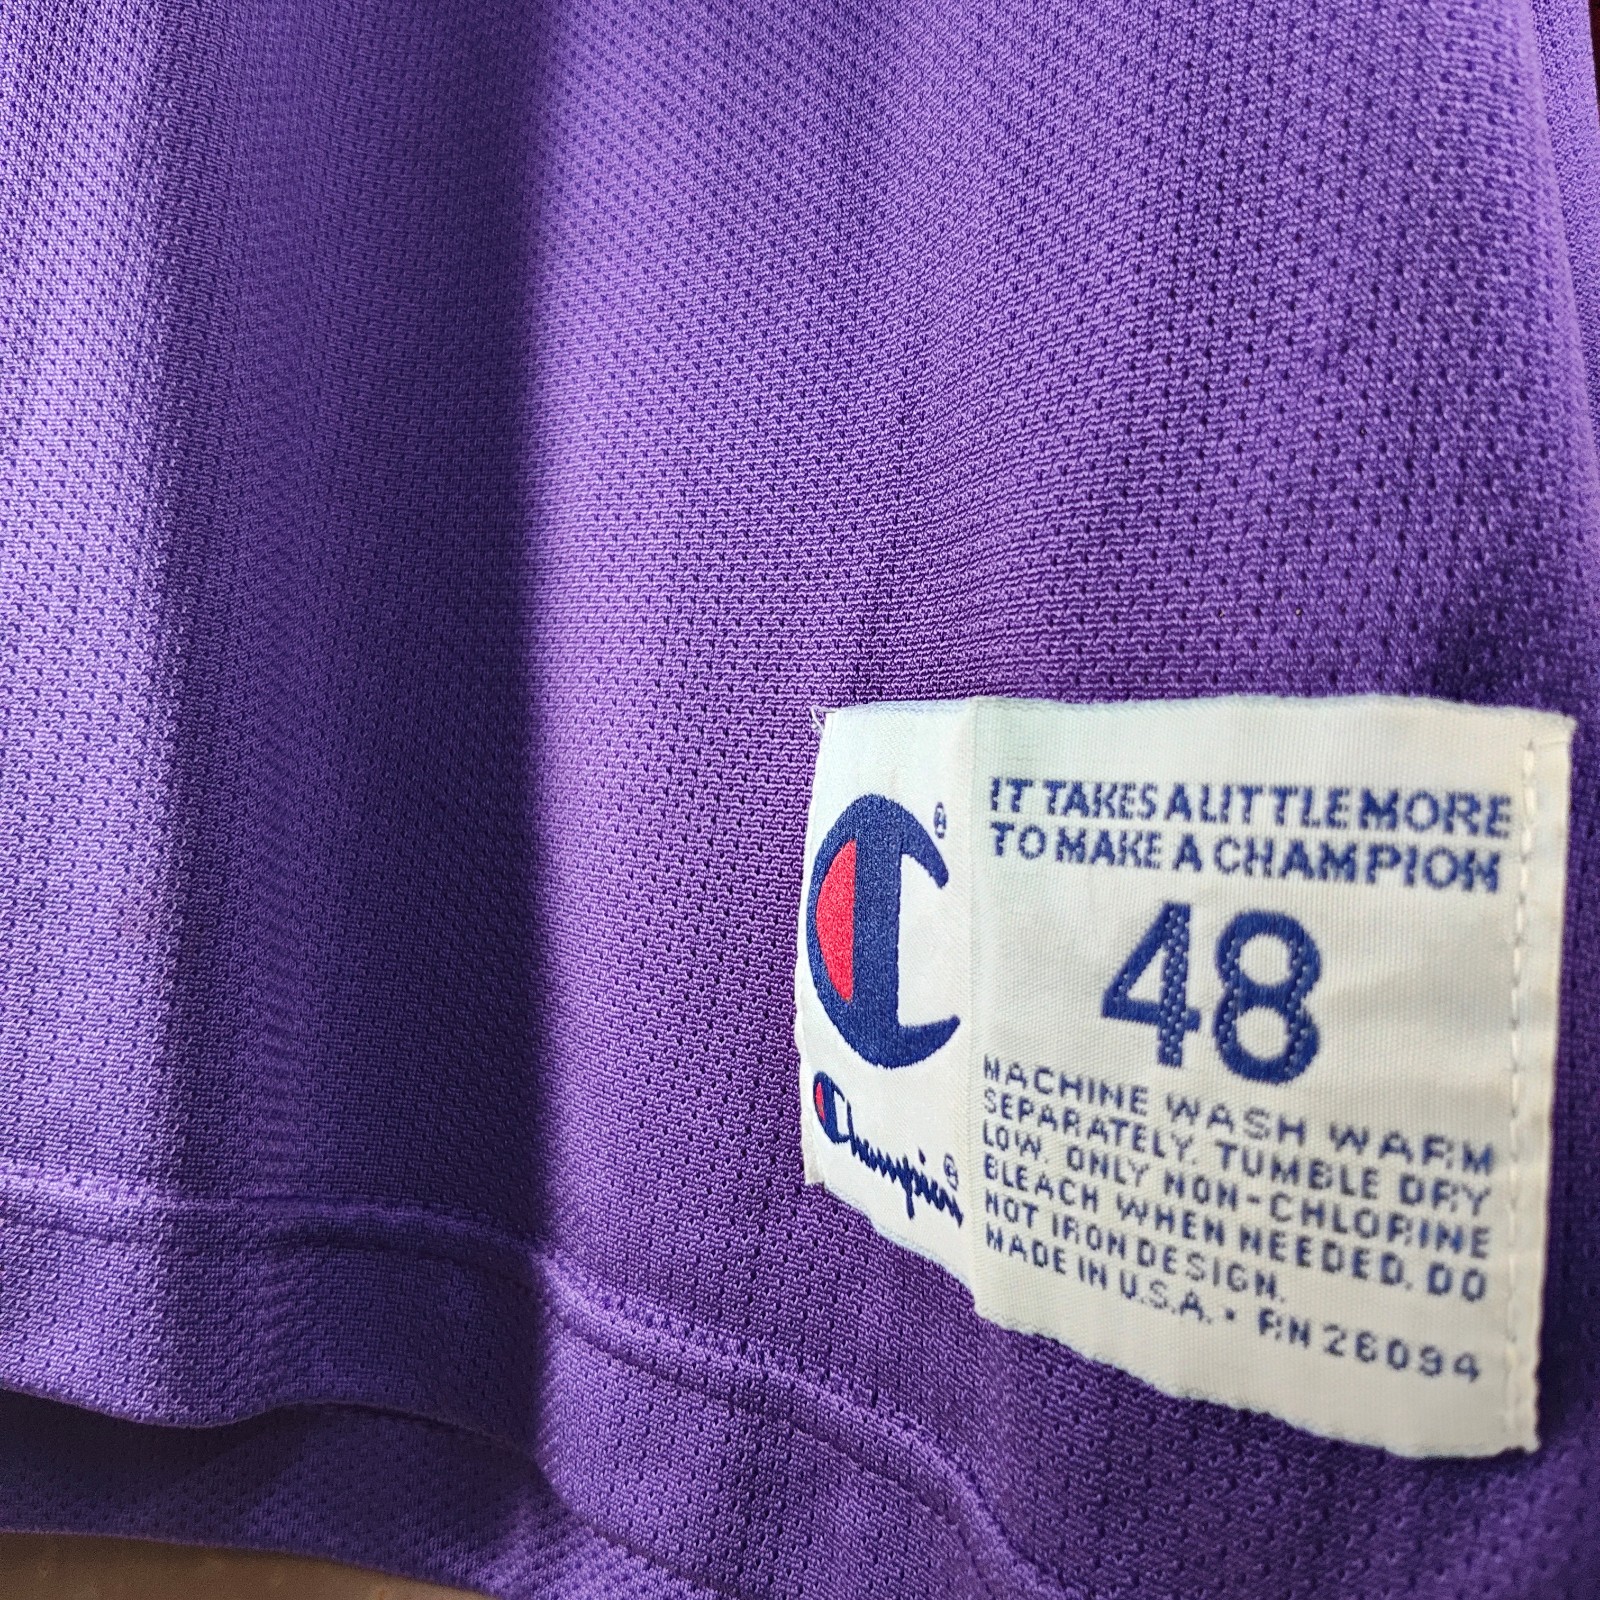 IT TAKES A LITTLE MORE
TO MAKE A CHAMPION
48
Champion
MACHINE WASH WARM
SEPARATELY. TUMBLE DRY
LOW. ONLY NON-CHLORINE
BLEACH WHEN NEEDED. DO
NOT IRON DESIGN.
MADE IN U.S.A. • RN 26094